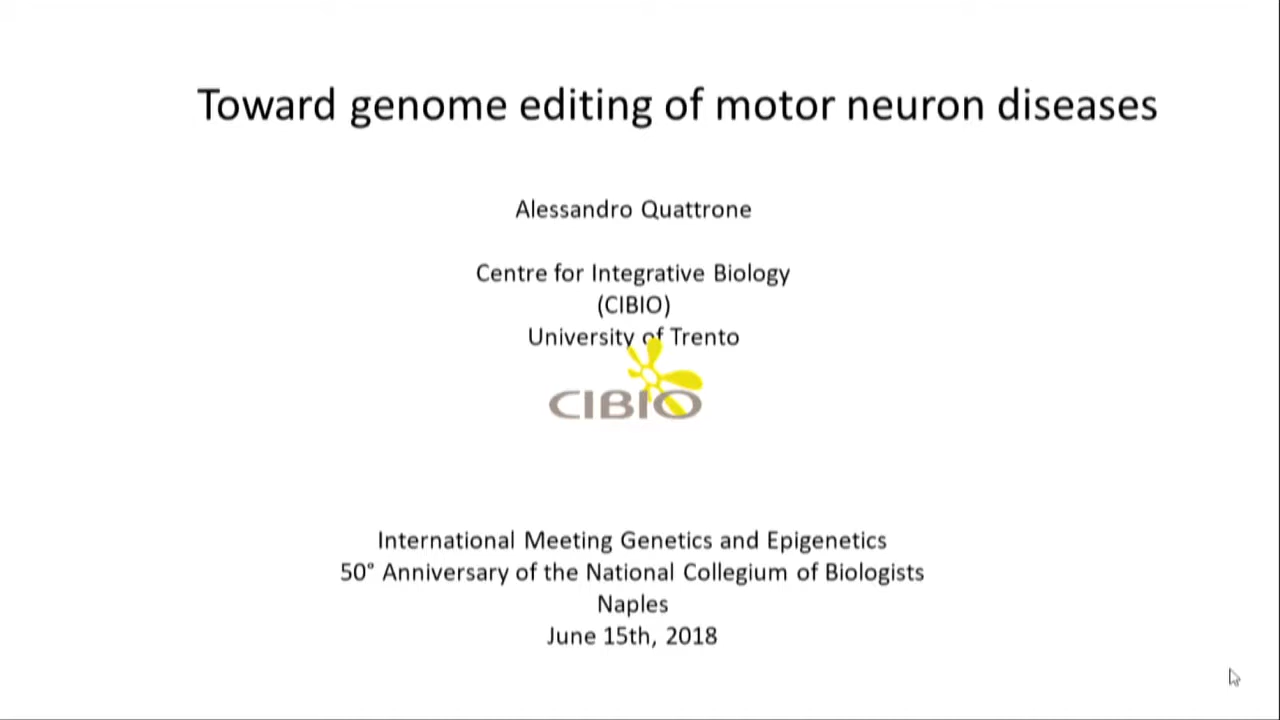 Toward genome editing of motor neuron diseases
Alessandro Quattrone
Centre for Integrative Biology
(CIBIO)
University of Trento
CIBIO
International Meeting Genetics and Epigenetics
50° Anniversary of the National Collegium of Biologists
Naples
June 15th, 2018